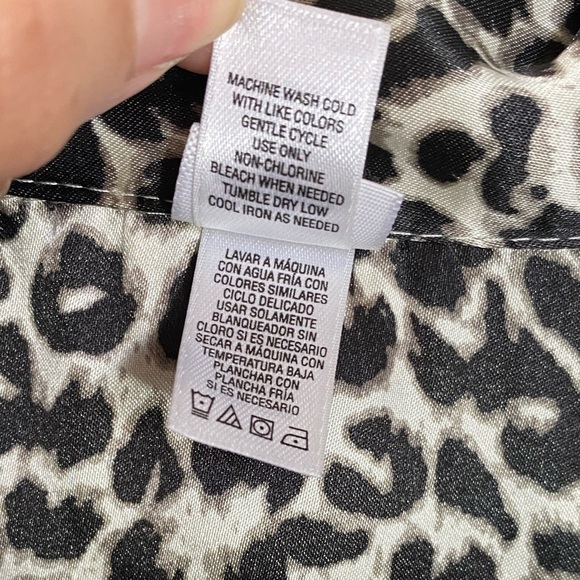 MACHINE WASH COLD
WITH LIKE COLORS
GENTLE CYCLE
USE ONLY
NON-CHLORINE
BLEACH WHEN NEEDED
TUMBLE DRY LOW
COOL IRON AS NEEDED
LAVAR A MÁQUINA
CON AGUA FRÍA CON
COLORES SIMILARES
CICLO DELICADO
USAR SOLAMENTE
BLANQUEADOR SIN
CLORO SI ES NECESARIO
SECAR A MÁQUINA CON
TEMPERATURA BAJA
PLANCHAR CON
PLANCHA FRÍA
SI ES NECESARIO